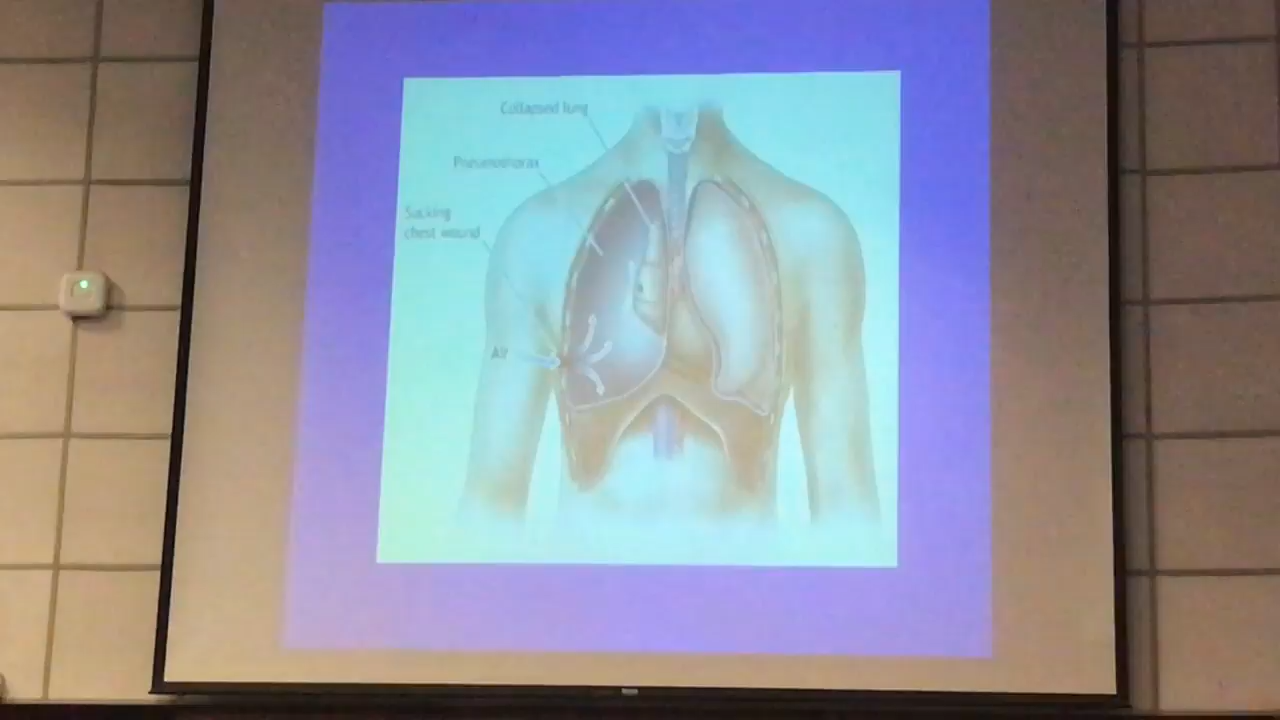 Collapsed lung
Pneumothorax
Sucking
chest wound
Air